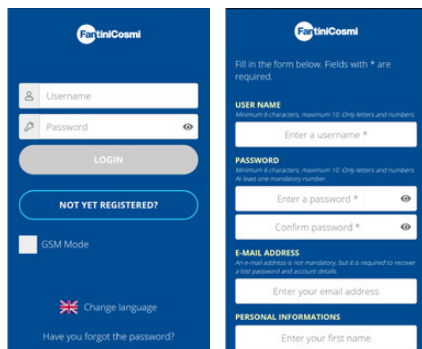 FantiniCosmi
Username
Password
LOGIN
NOT YET REGISTERED?
GSM Mode
Change language
Have you forgot the password?
FantiniCosmi
Fill in the form below. Fields with * are
required.
USER NAME
Minimum 6 characters, maximum 10. Only letters and numbers.
Enter a username *
PASSWORD
Minimum 6 characters, maximum 10. Only letters and numbers.
At least one mandatory number.
Enter a password *
Confirm password *
E-MAIL ADDRESS
An e-mail address is not mandatory, but it is required to recover
a lost password and account details.
Enter your email address
PERSONAL INFORMATIONS
Enter your first name